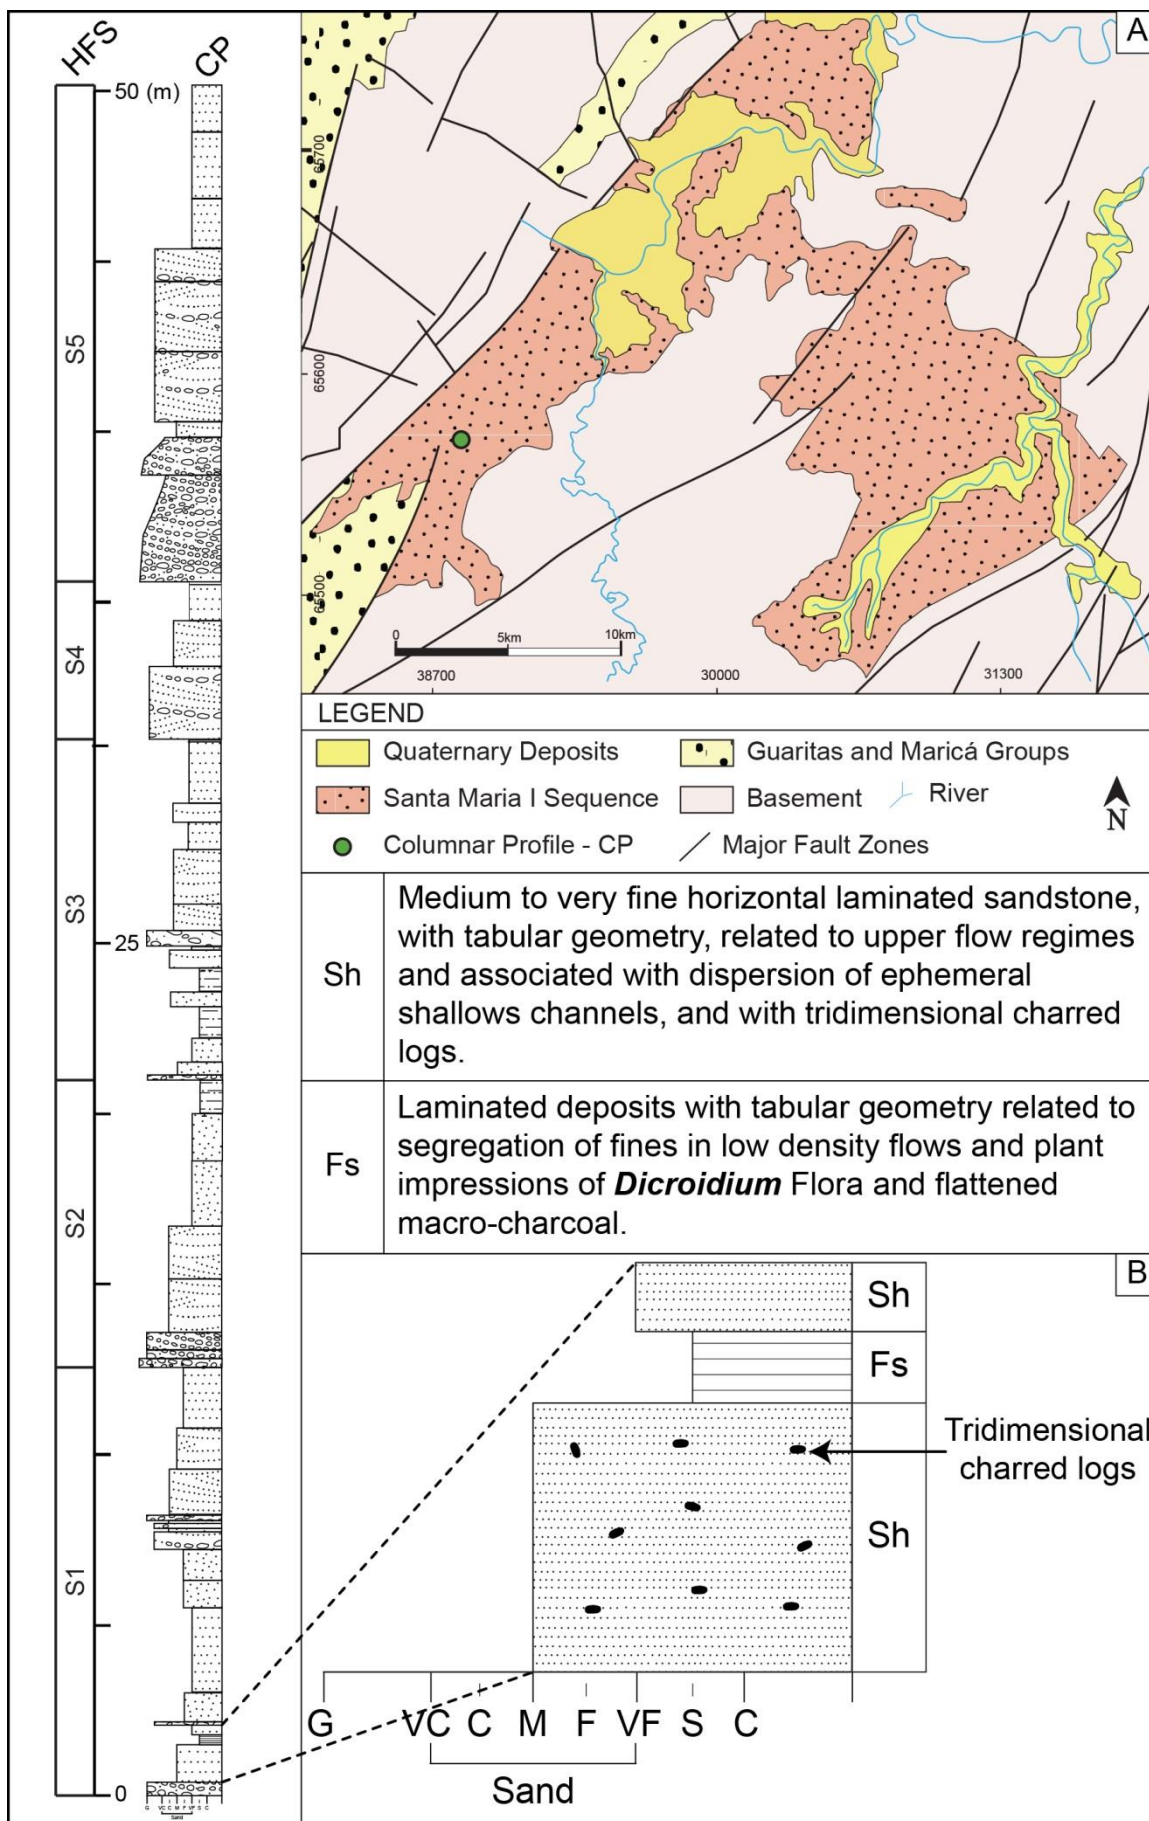 HFS
CP
50 (m)
S5
S4
S3
25
S2
S1
0
G VC C M F VF S C
Sand
A
65700
65600
65500
0 5km 10km
38700 30000 31300
LEGEND
Quaternary Deposits
Guaritas and Maricá Groups
Santa Maria I Sequence
Basement
River
N
Columnar Profile - CP
Major Fault Zones
Sh
Medium to very fine horizontal laminated sandstone,
with tabular geometry, related to upper flow regimes
and associated with dispersion of ephemeral
shallows channels, and with tridimensional charred
logs.
Fs
Laminated deposits with tabular geometry related to
segregation of fines in low density flows and plant
impressions of Dicroidium Flora and flattened
macro-charcoal.
B
Sh
Fs
Tridimensional
charred logs
Sh
G VC C M F VF S C
Sand